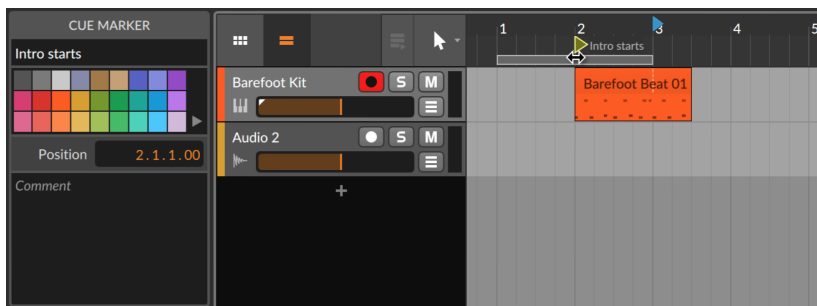 CUE MARKER
Intro starts
Position 2.1.1.00
Comment
1 2 3 4 5
Intro starts
Barefoot Kit S M
Barefoot Beat 01
Audio 2 S M
+